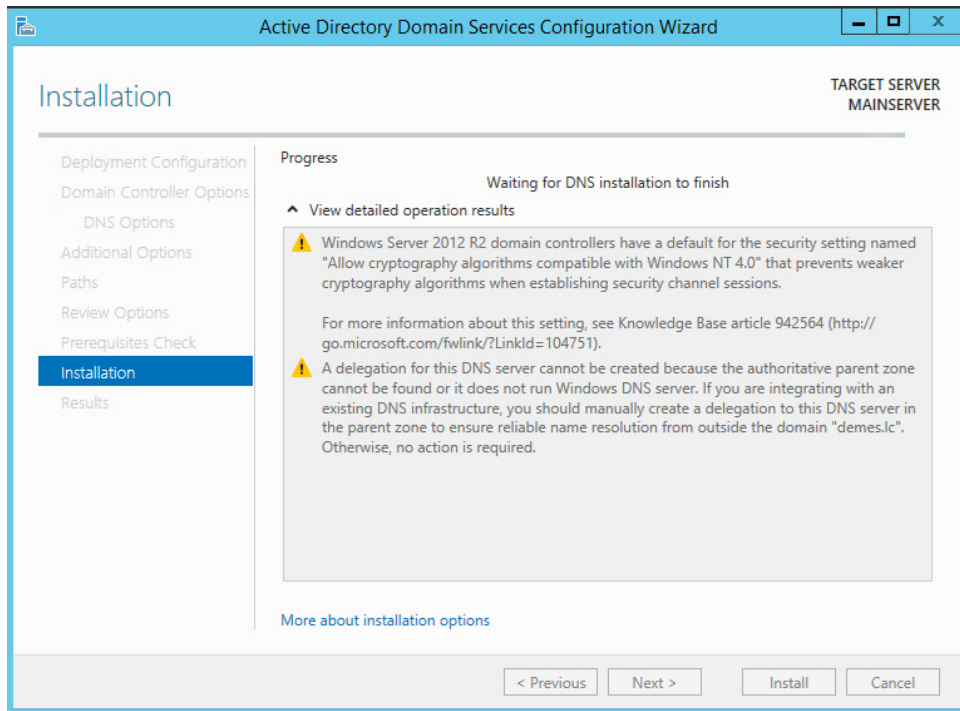 Active Directory Domain Services Configuration Wizard
Installation
TARGET SERVER
MAINSERVER
Deployment Configuration
Domain Controller Options
DNS Options
Additional Options
Paths
Review Options
Prerequisites Check
Installation
Results
Progress
Waiting for DNS installation to finish
View detailed operation results
Windows Server 2012 R2 domain controllers have a default for the security setting named
"Allow cryptography algorithms compatible with Windows NT 4.0" that prevents weaker
cryptography algorithms when establishing security channel sessions.
For more information about this setting, see Knowledge Base article 942564 (http://
go.microsoft.com/fwlink/?LinkId=104751).
A delegation for this DNS server cannot be created because the authoritative parent zone
cannot be found or it does not run Windows DNS server. If you are integrating with an
existing DNS infrastructure, you should manually create a delegation to this DNS server in
the parent zone to ensure reliable name resolution from outside the domain "demes.lc".
Otherwise, no action is required.
More about installation options
< Previous
Next >
Install
Cancel